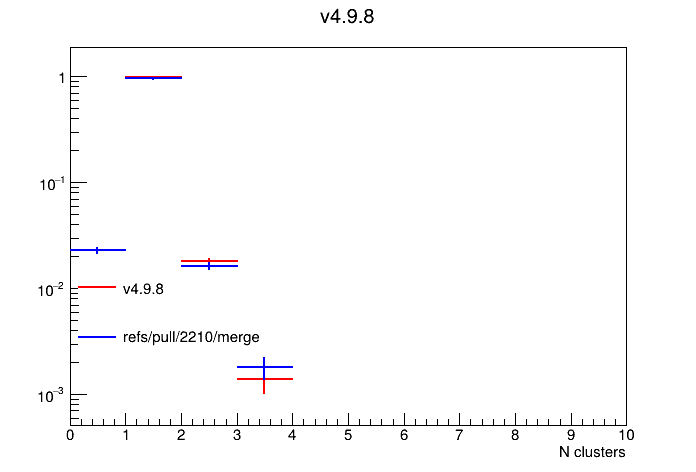 v4.9.8
1
10⁻¹
10⁻²
10⁻³
v4.9.8
refs/pull/2210/merge
0 1 2 3 4 5 6 7 8 9 10
N clusters